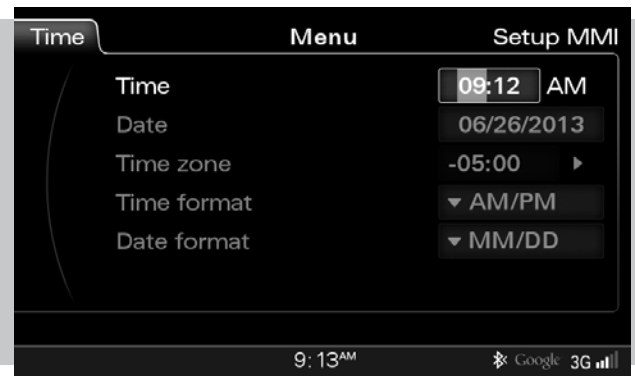 Time Menu Setup MMI
Time 09:12 AM
Date 06/26/2013
Time zone -05:00
Time format AM/PM
Date format MM/DD
9:13AM Google 3G